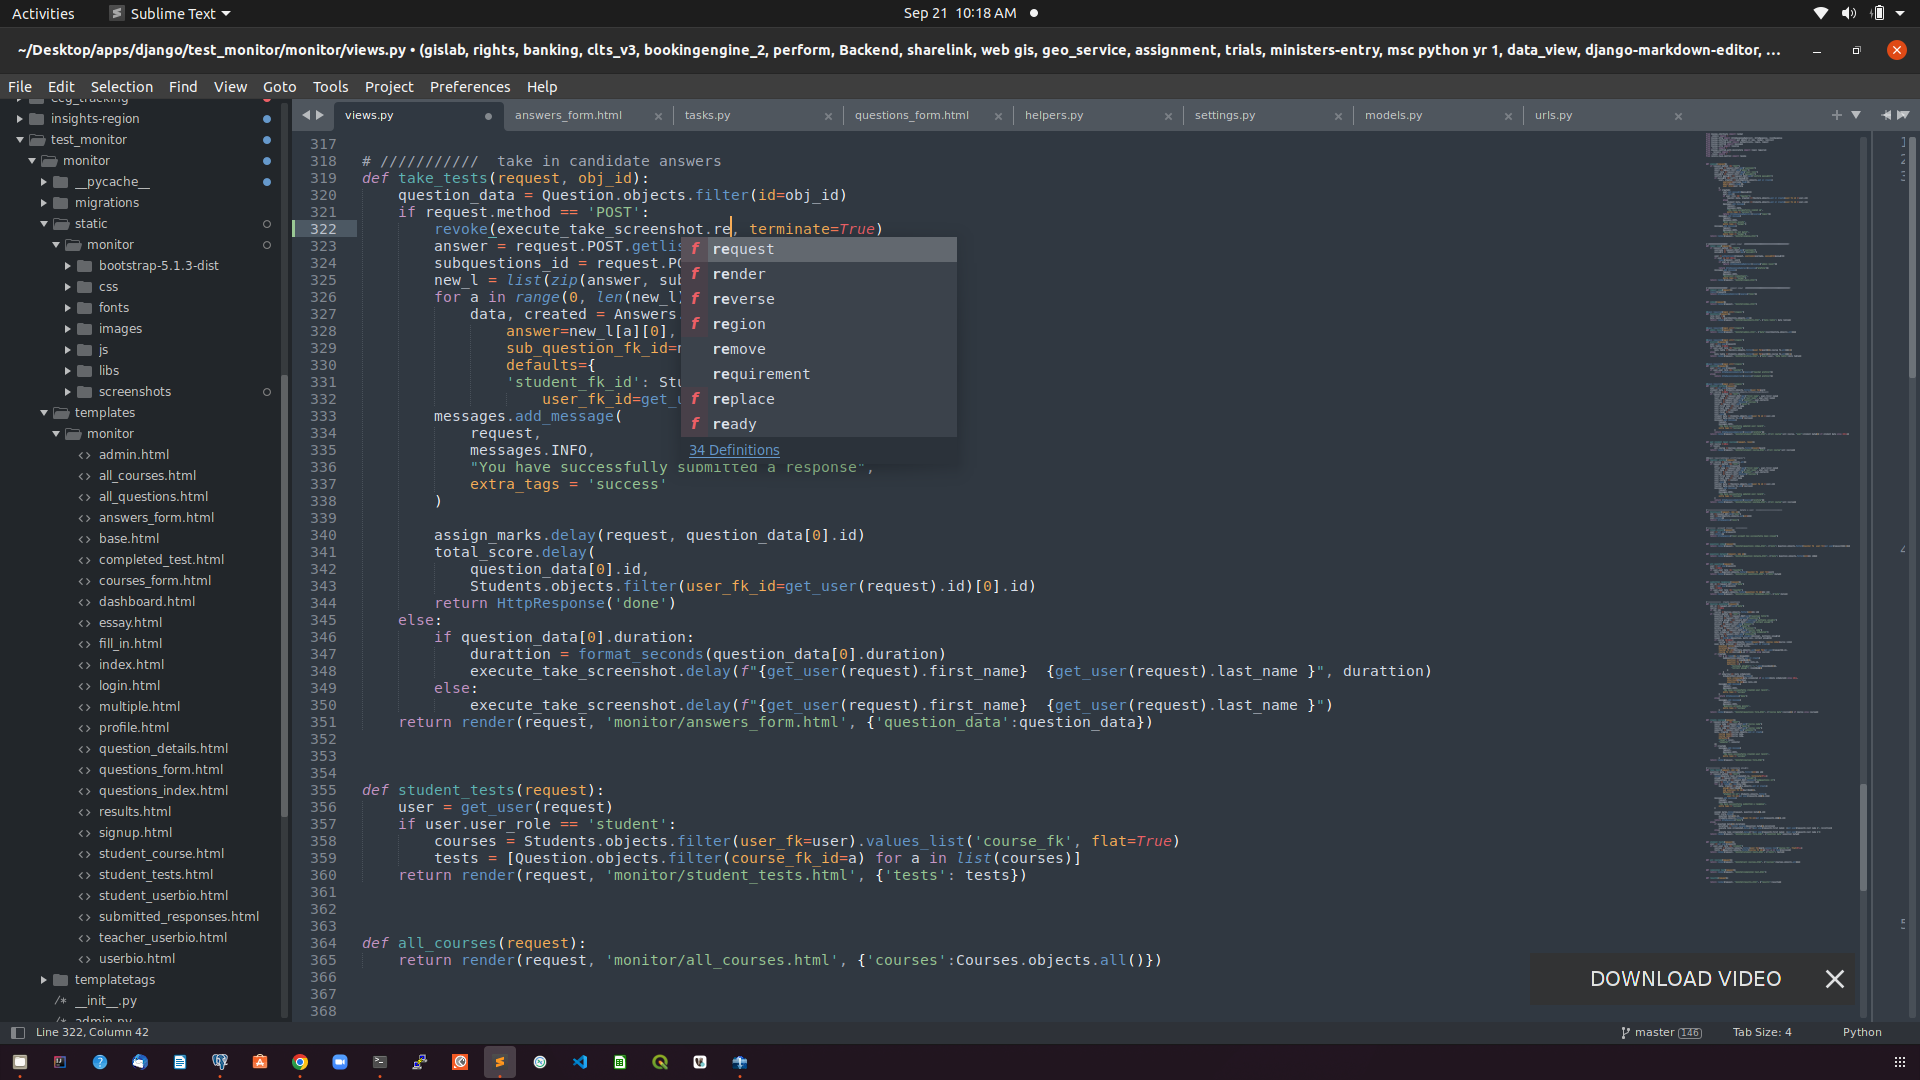 Activities
Sublime Text
Sep 21 10:18 AM
~/Desktop/apps/django/test_monitor/monitor/views.py • (gislab, rights, banking, clts_v3, bookingengine_2, perform, Backend, sharelink, web gis, geo_service, assignment, trials, ministers-entry, msc python yr 1, data_view, django-markdown-editor, ...
File Edit Selection Find View Goto Tools Project Preferences Help
insights-region
test_monitor
monitor
__pycache__
migrations
static
monitor
bootstrap-5.1.3-dist
css
fonts
images
js
libs
screenshots
templates
monitor
admin.html
all_courses.html
all_questions.html
answers_form.html
base.html
completed_test.html
courses_form.html
dashboard.html
essay.html
fill_in.html
index.html
login.html
multiple.html
profile.html
question_details.html
questions_form.html
questions_index.html
results.html
signup.html
student_course.html
student_tests.html
student_userbio.html
submitted_responses.html
teacher_userbio.html
userbio.html
templatetags
__init__.py
admin.py
views.py answers_form.html tasks.py questions_form.html helpers.py settings.py models.py urls.py
317
318 # /////////// take in candidate answers
319 def take_tests(request, obj_id):
320 question_data = Question.objects.filter(id=obj_id)
321 if request.method == 'POST':
322 revoke(execute_take_screenshot.re, terminate=True)
323 answer = request.POST.getlis
324 subquestions_id = request.PO
325 new_l = list(zip(answer, sub
326 for a in range(0, len(new_l)
327 data, created = Answers.
328 answer=new_l[a][0],
329 sub_question_fk_id=n
330 defaults={
331 'student_fk_id': Stu
332 user_fk_id=get_u
333 messages.add_message(
334 request,
335 messages.INFO,
336 "You have successfully submitted a response",
337 extra_tags = 'success'
338 )
339
340 assign_marks.delay(request, question_data[0].id)
341 total_score.delay(
342 question_data[0].id,
343 Students.objects.filter(user_fk_id=get_user(request).id)[0].id)
344 return HttpResponse('done')
345 else:
346 if question_data[0].duration:
347 durattion = format_seconds(question_data[0].duration)
348 execute_take_screenshot.delay(f"{get_user(request).first_name}  {get_user(request).last_name }", durattion)
349 else:
350 execute_take_screenshot.delay(f"{get_user(request).first_name}  {get_user(request).last_name }")
351 return render(request, 'monitor/answers_form.html', {'question_data':question_data})
352
353
354
355 def student_tests(request):
356 user = get_user(request)
357 if user.user_role == 'student':
358 courses = Students.objects.filter(user_fk=user).values_list('course_fk', flat=True)
359 tests = [Question.objects.filter(course_fk_id=a) for a in list(courses)]
360 return render(request, 'monitor/student_tests.html', {'tests': tests})
361
362
363
364 def all_courses(request):
365 return render(request, 'monitor/all_courses.html', {'courses':Courses.objects.all()})
366
367
368
f request
f render
f reverse
f region
remove
requirement
f replace
f ready
34 Definitions
DOWNLOAD VIDEO
Line 322, Column 42
master 146
Tab Size: 4
Python